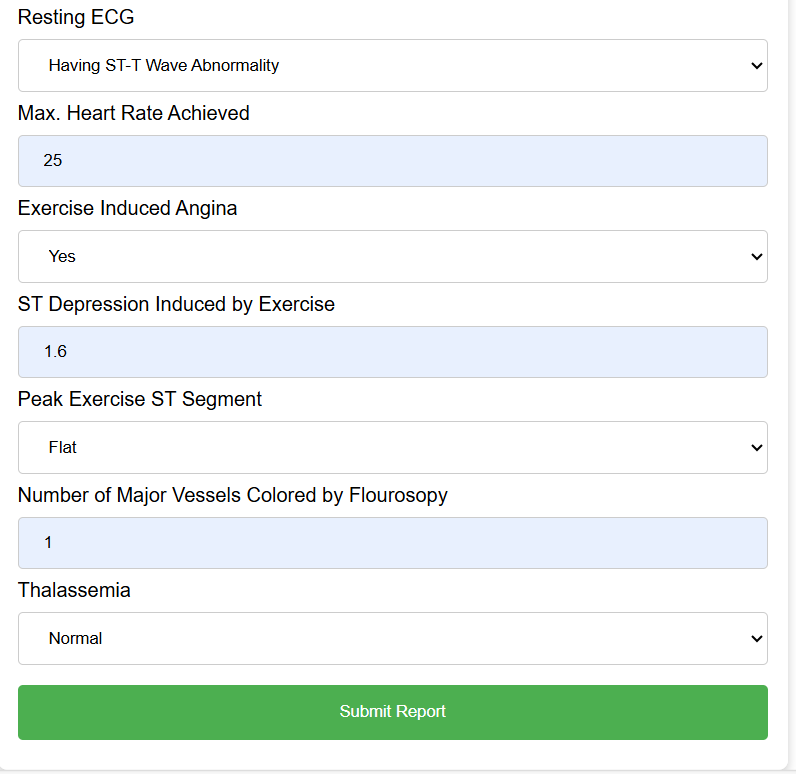 Resting ECG
Having ST-T Wave Abnormality
Max. Heart Rate Achieved
25
Exercise Induced Angina
Yes
ST Depression Induced by Exercise
1.6
Peak Exercise ST Segment
Flat
Number of Major Vessels Colored by Flourosopy
1
Thalassemia
Normal
Submit Report